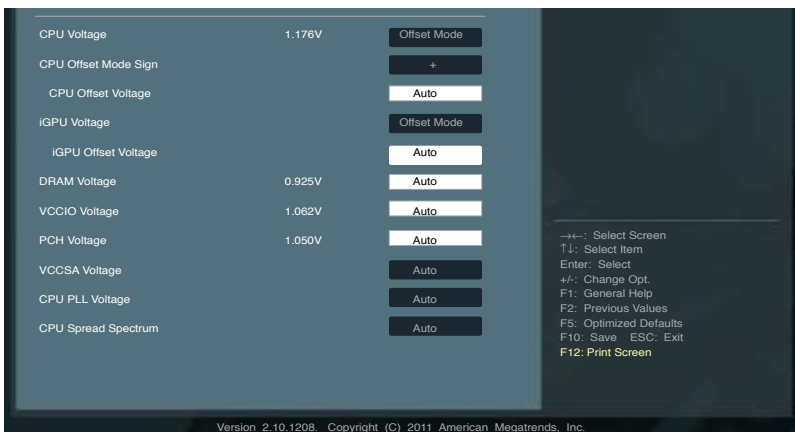 CPU Voltage 1.176V Offset Mode
CPU Offset Mode Sign +
CPU Offset Voltage Auto
iGPU Voltage Offset Mode
iGPU Offset Voltage Auto
DRAM Voltage 0.925V Auto
VCCIO Voltage 1.062V Auto
PCH Voltage 1.050V Auto
VCCSA Voltage Auto
CPU PLL Voltage Auto
CPU Spread Spectrum Auto
→←: Select Screen
↑↓: Select Item
Enter: Select
+/-: Change Opt.
F1: General Help
F2: Previous Values
F5: Optimized Defaults
F10: Save ESC: Exit
F12: Print Screen
Version 2.10.1208. Copyright (C) 2011 American Megatrends, Inc.